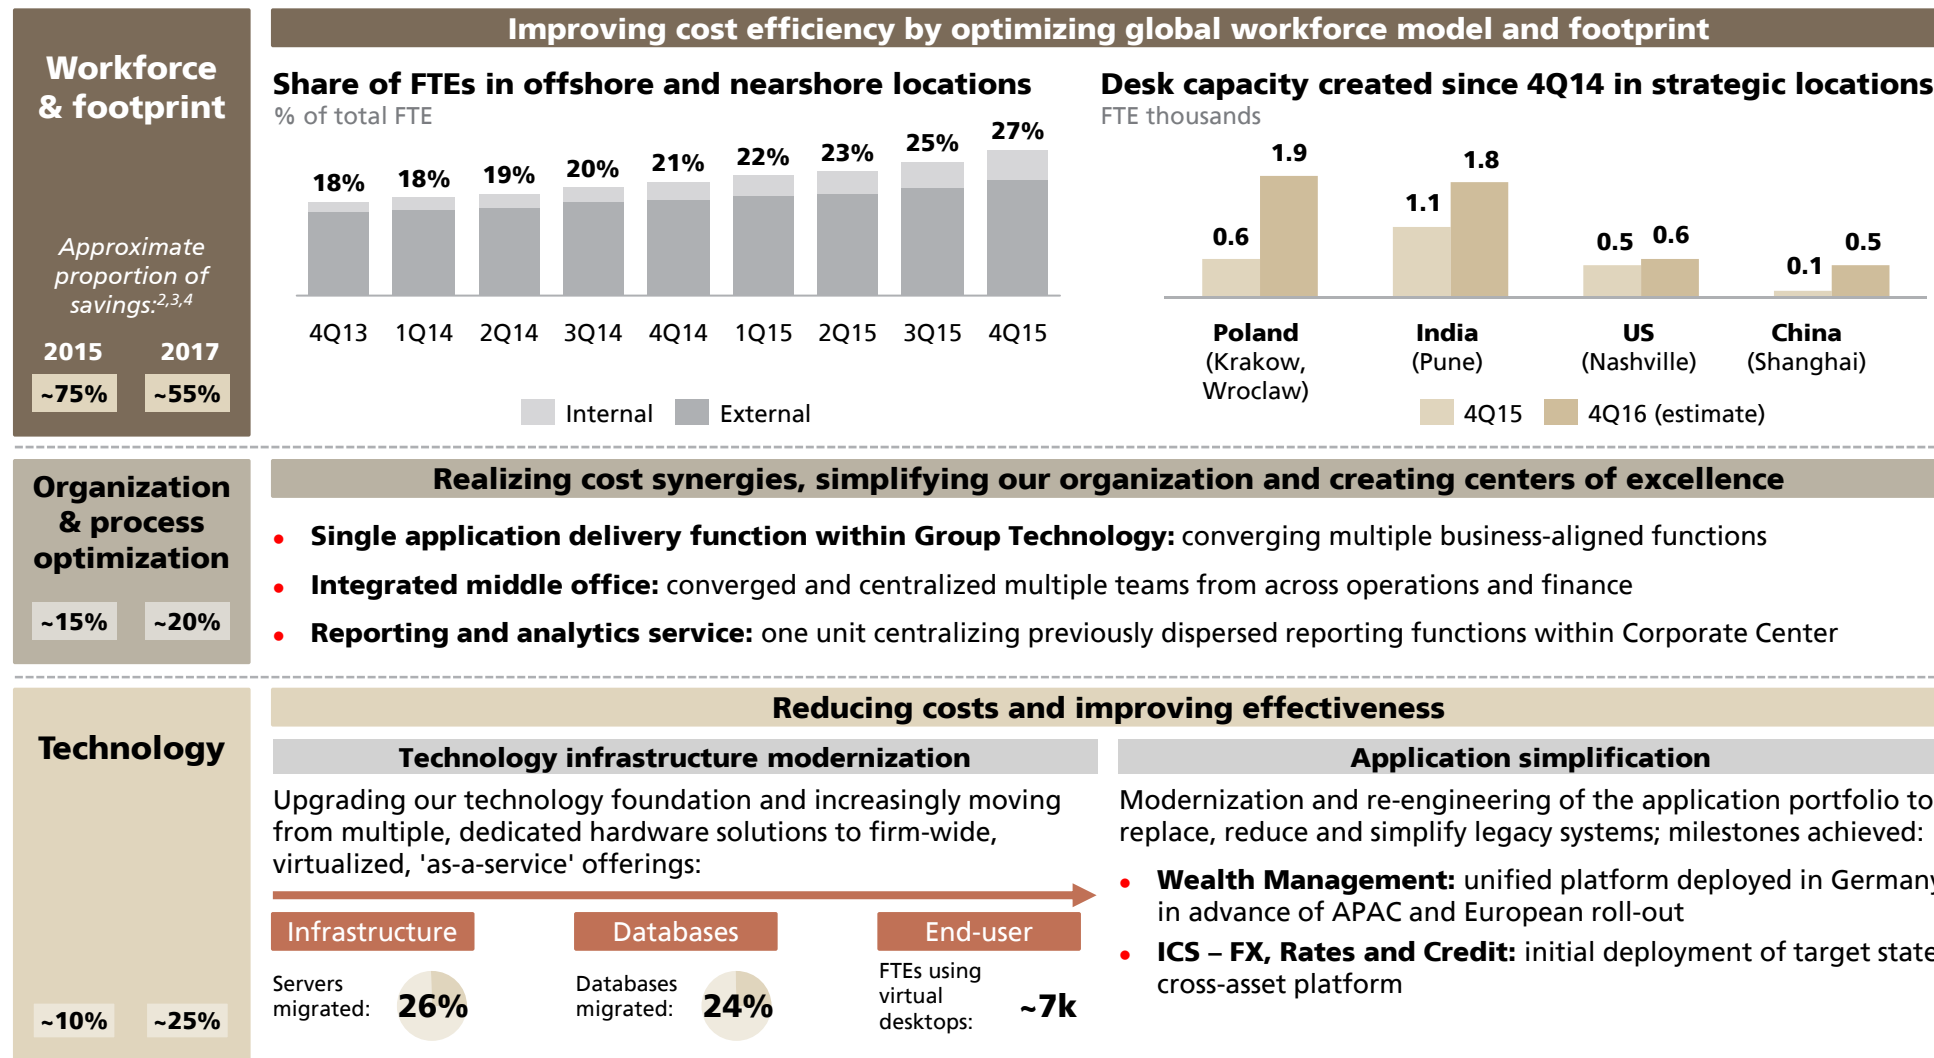 Workforce
& footprint
Approximate
proportion of
savings:2,3,4
2015 2017
~75% ~55%
Improving cost efficiency by optimizing global workforce model and footprint
Share of FTEs in offshore and nearshore locations
% of total FTE
18% 18% 19% 20% 21% 22% 23% 25% 27%
4Q13 1Q14 2Q14 3Q14 4Q14 1Q15 2Q15 3Q15 4Q15
Internal External
Desk capacity created since 4Q14 in strategic locations
FTE thousands
0.6 1.9 1.1 1.8 0.5 0.6 0.1 0.5
Poland India US China
(Krakow, (Pune) (Nashville) (Shanghai)
Wroclaw)
4Q15 4Q16 (estimate)
Organization
& process
optimization
~15% ~20%
Realizing cost synergies, simplifying our organization and creating centers of excellence
• Single application delivery function within Group Technology: converging multiple business-aligned functions
• Integrated middle office: converged and centralized multiple teams from across operations and finance
• Reporting and analytics service: one unit centralizing previously dispersed reporting functions within Corporate Center
Technology
~10% ~25%
Reducing costs and improving effectiveness
Technology infrastructure modernization
Upgrading our technology foundation and increasingly moving
from multiple, dedicated hardware solutions to firm-wide,
virtualized, 'as-a-service' offerings:
Infrastructure Databases End-user
Servers
migrated: 26%
Databases
migrated: 24%
FTEs using
virtual
desktops: ~7k
Application simplification
Modernization and re-engineering of the application portfolio to
replace, reduce and simplify legacy systems; milestones achieved:
• Wealth Management: unified platform deployed in Germany
in advance of APAC and European roll-out
• ICS – FX, Rates and Credit: initial deployment of target state
cross-asset platform